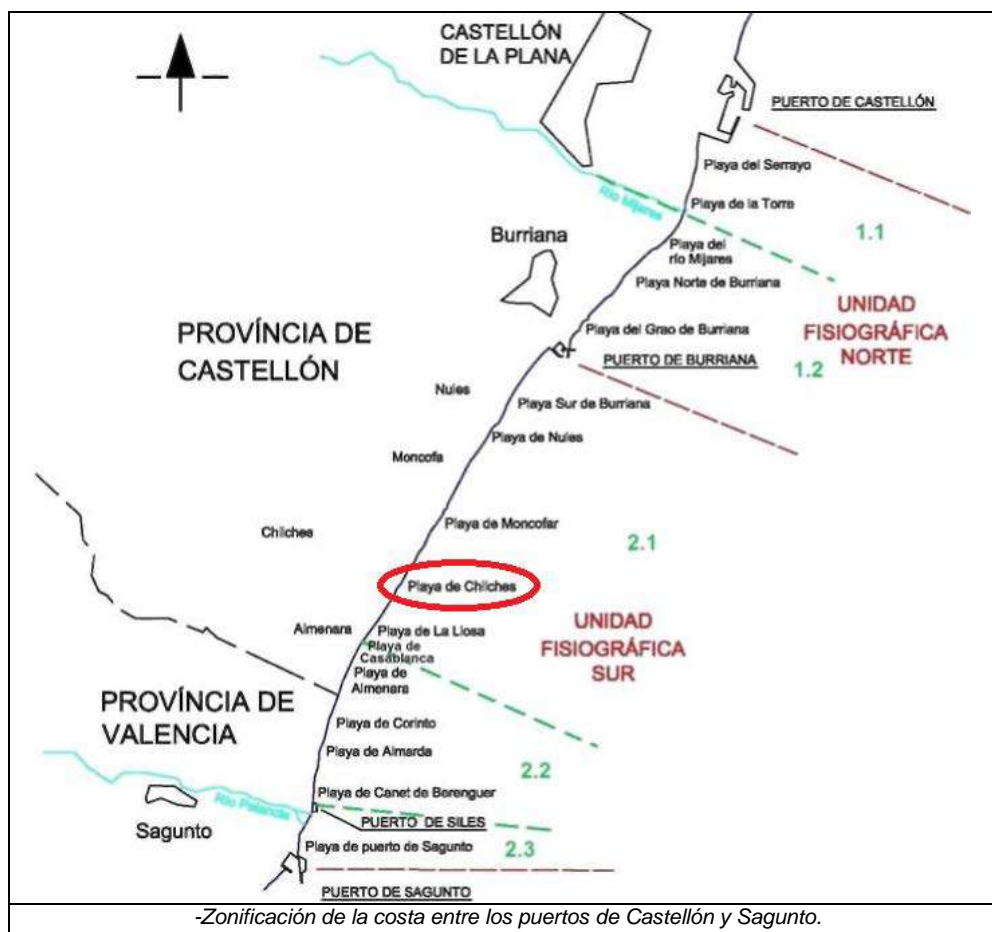 CASTELLÓN
DE LA PLANA
PUERTO DE CASTELLÓN
Playa del Serrayo
Río Mijares
Playa de la Torre
1.1
Burriana
Playa del
río Mijares
Playa Norte de Burriana
UNIDAD
FISIOGRÁFICA
NORTE
PROVÍNCIA DE
CASTELLÓN
Playa del Grao de Burriana
PUERTO DE BURRIANA
1.2
Nules
Playa Sur de Burriana
Playa de Nules
Moncofa
Playa de Moncofar
Chilches
2.1
Playa de Chilches
Almenara
Playa de La Llosa
Playa de
Casablanca
UNIDAD
FISIOGRÁFICA
SUR
Playa de
Almenara
PROVÍNCIA DE
VALENCIA
Playa de Corinto
Playa de Almarda
2.2
Playa de Canet de Berenguer
Río Palancia
Sagunto
PUERTO DE SILES
Playa de puerto de Sagunto
2.3
PUERTO DE SAGUNTO
-Zonificación de la costa entre los puertos de Castellón y Sagunto.